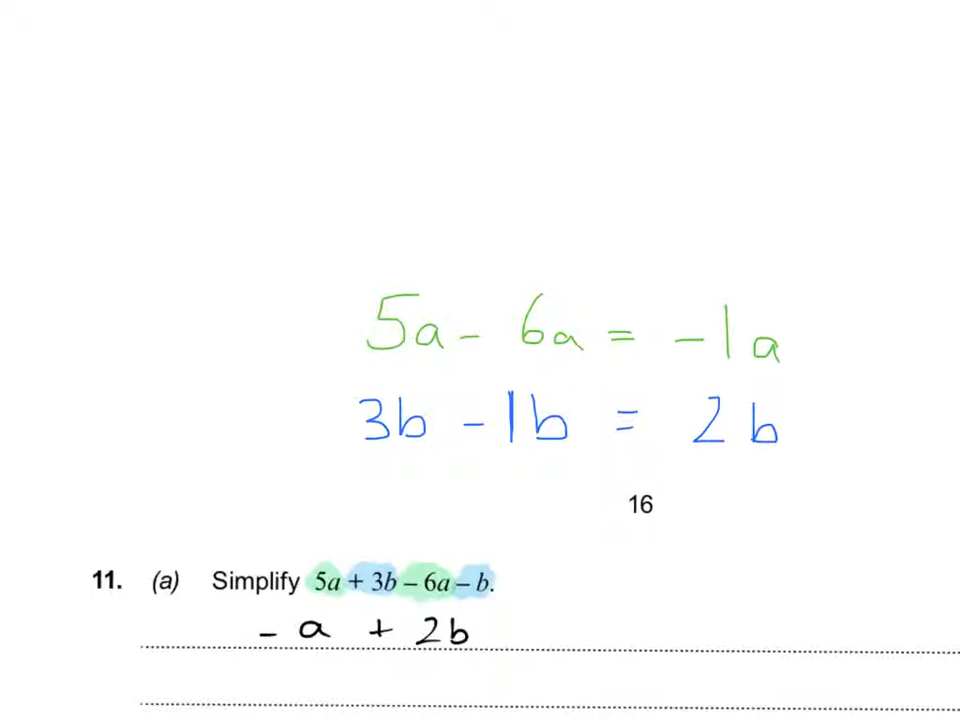 5a - 6a = -1a
3b - 1b = 2b
16
11. (a) Simplify 5a + 3b – 6a – b.
- a + 2b